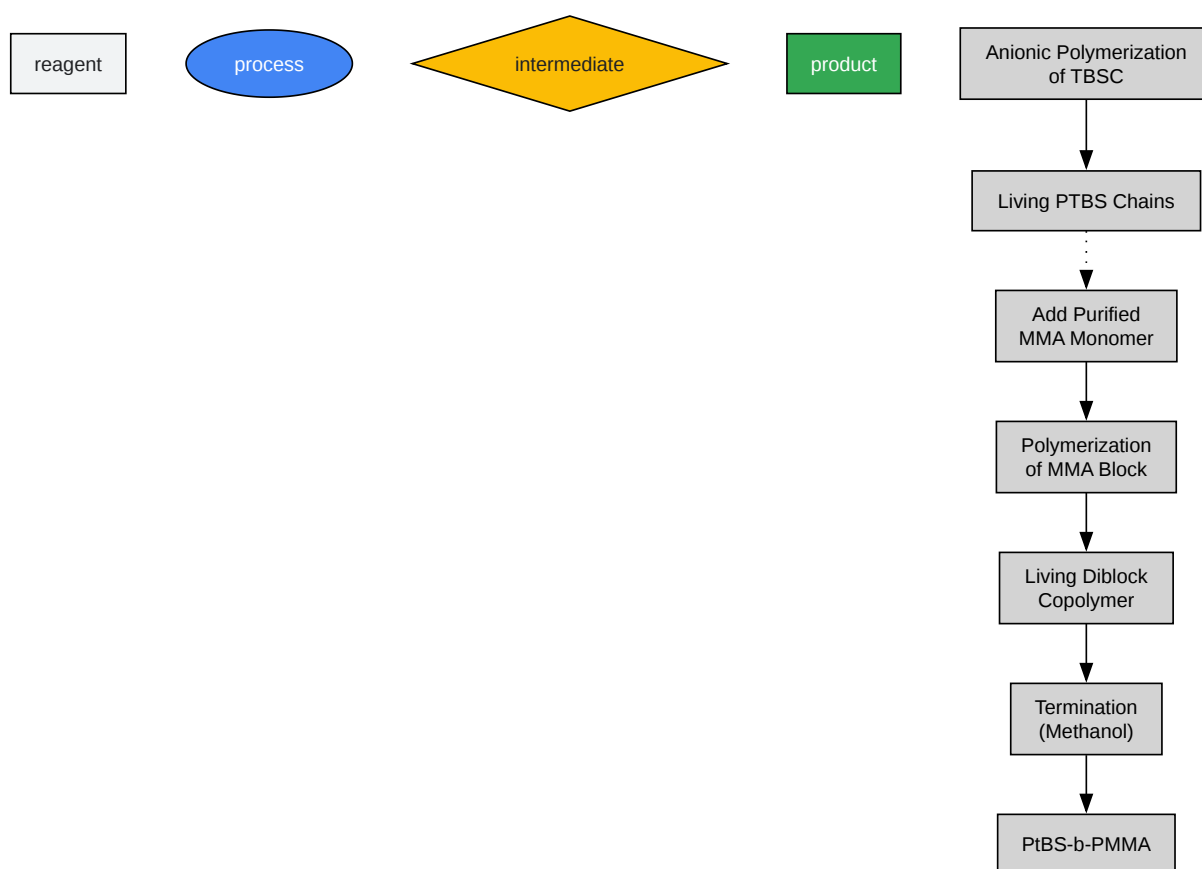 reagent
process
intermediate
product
Anionic Polymerization
of TBSC
Living PTBS Chains
Add Purified
MMA Monomer
Polymerization
of MMA Block
Living Diblock
Copolymer
Termination
(Methanol)
PtBS-b-PMMA